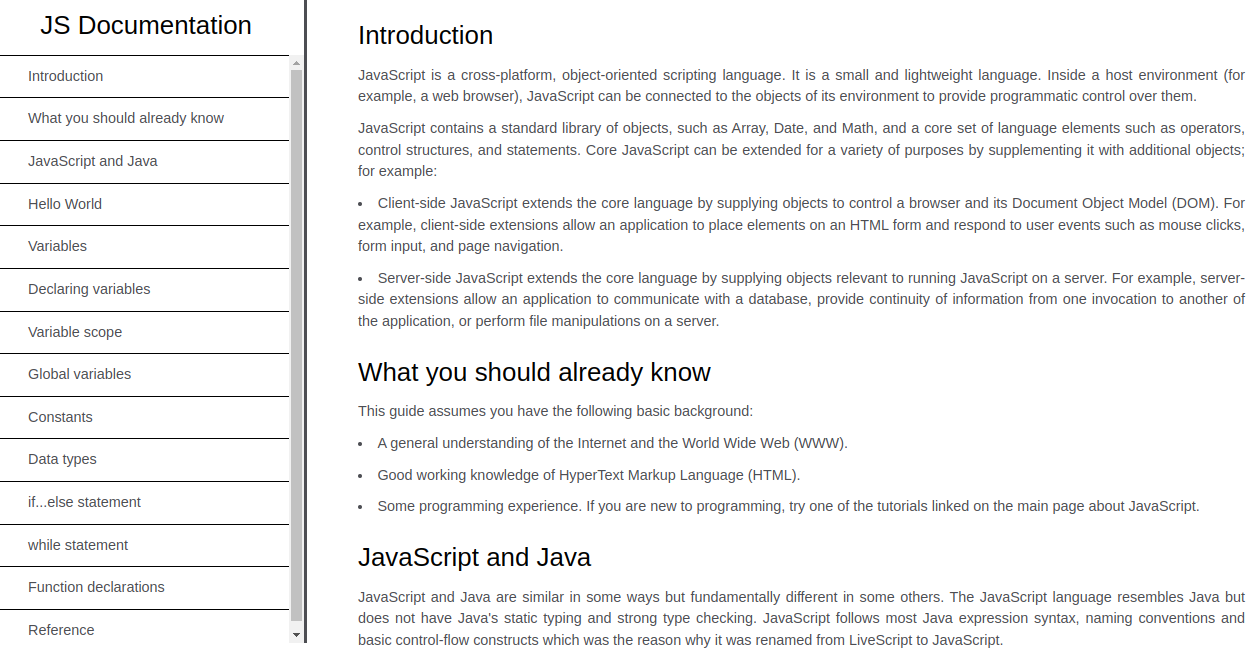 JS Documentation
Introduction
What you should already know
JavaScript and Java
Hello World
Variables
Declaring variables
Variable scope
Global variables
Constants
Data types
if...else statement
while statement
Function declarations
Reference
Introduction
JavaScript is a cross-platform, object-oriented scripting language. It is a small and lightweight language. Inside a host environment (for
example, a web browser), JavaScript can be connected to the objects of its environment to provide programmatic control over them.
JavaScript contains a standard library of objects, such as Array, Date, and Math, and a core set of language elements such as operators,
control structures, and statements. Core JavaScript can be extended for a variety of purposes by supplementing it with additional objects;
for example:
• Client-side JavaScript extends the core language by supplying objects to control a browser and its Document Object Model (DOM). For
example, client-side extensions allow an application to place elements on an HTML form and respond to user events such as mouse clicks,
form input, and page navigation.
• Server-side JavaScript extends the core language by supplying objects relevant to running JavaScript on a server. For example, server-
side extensions allow an application to communicate with a database, provide continuity of information from one invocation to another of
the application, or perform file manipulations on a server.
What you should already know
This guide assumes you have the following basic background:
• A general understanding of the Internet and the World Wide Web (WWW).
• Good working knowledge of HyperText Markup Language (HTML).
• Some programming experience. If you are new to programming, try one of the tutorials linked on the main page about JavaScript.
JavaScript and Java
JavaScript and Java are similar in some ways but fundamentally different in some others. The JavaScript language resembles Java but
does not have Java's static typing and strong type checking. JavaScript follows most Java expression syntax, naming conventions and
basic control-flow constructs which was the reason why it was renamed from LiveScript to JavaScript.